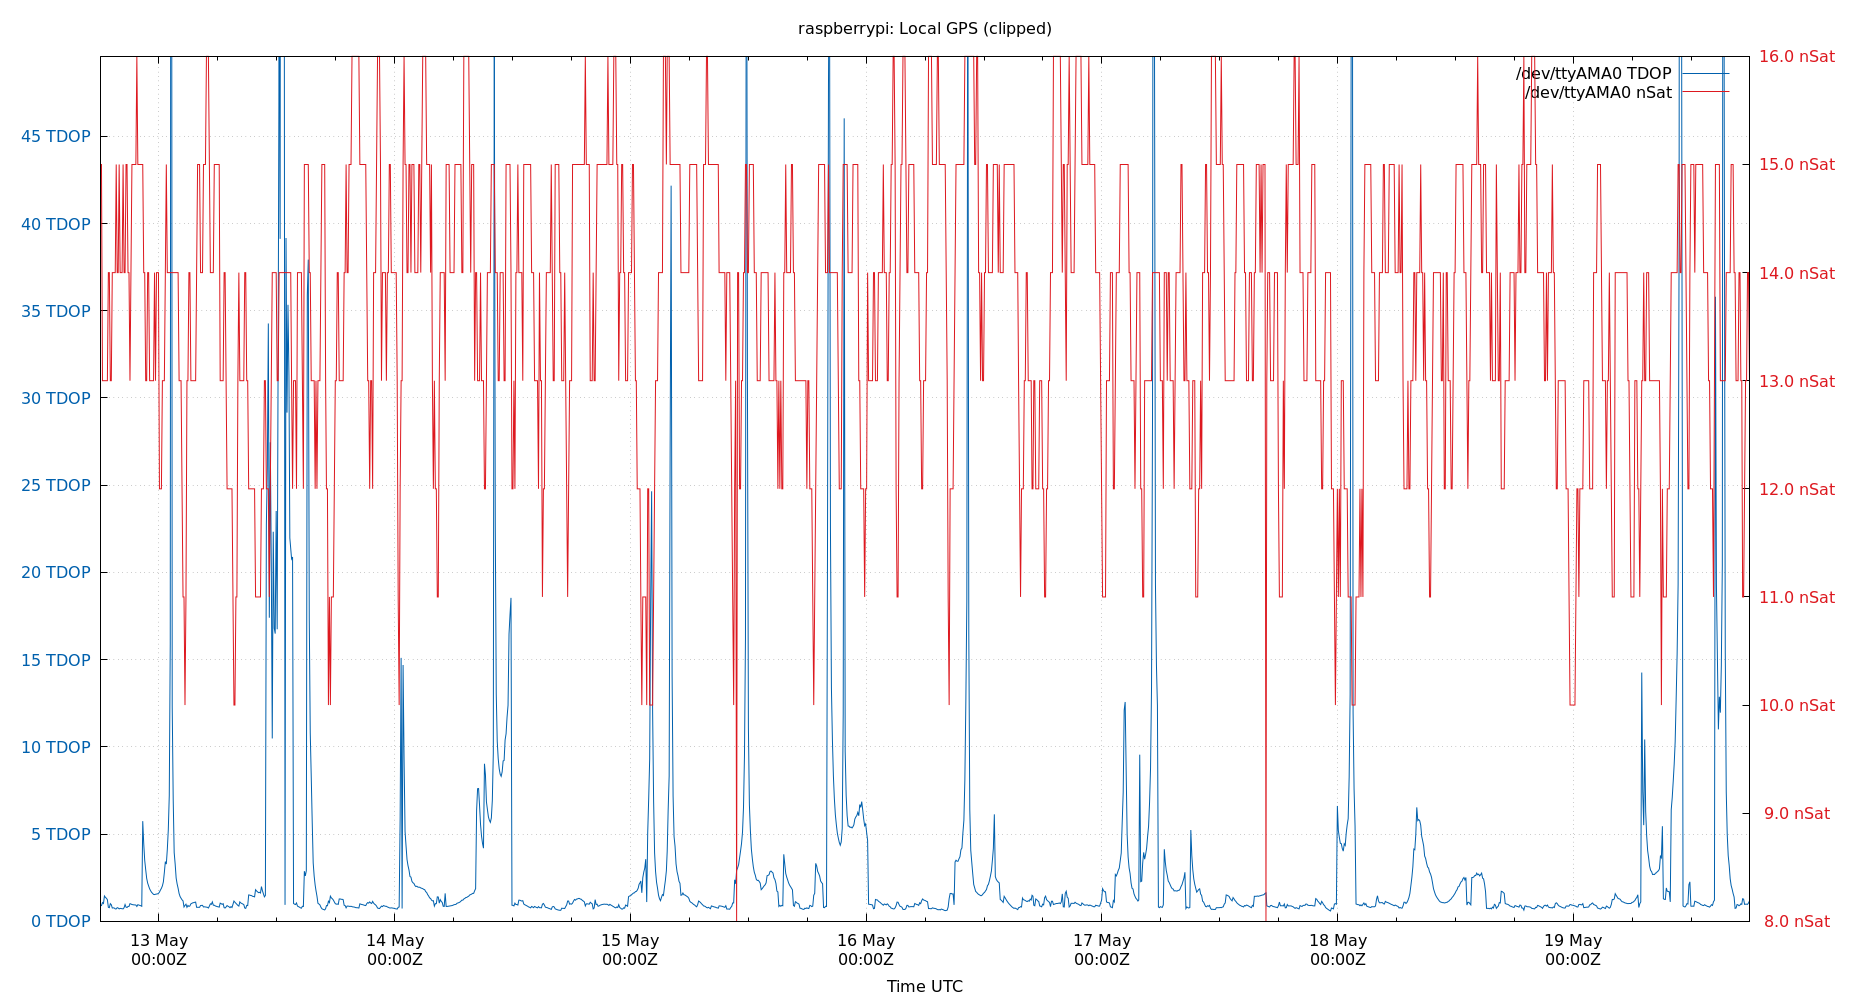 raspberrypi: Local GPS (clipped)
/dev/ttyAMA0 TDOP
/dev/ttyAMA0 nSat
45 TDOP
40 TDOP
35 TDOP
30 TDOP
25 TDOP
20 TDOP
15 TDOP
10 TDOP
5 TDOP
0 TDOP
16.0 nSat
15.0 nSat
14.0 nSat
13.0 nSat
12.0 nSat
11.0 nSat
10.0 nSat
9.0 nSat
8.0 nSat
13 May
00:00Z
14 May
00:00Z
15 May
00:00Z
16 May
00:00Z
17 May
00:00Z
18 May
00:00Z
19 May
00:00Z
Time UTC